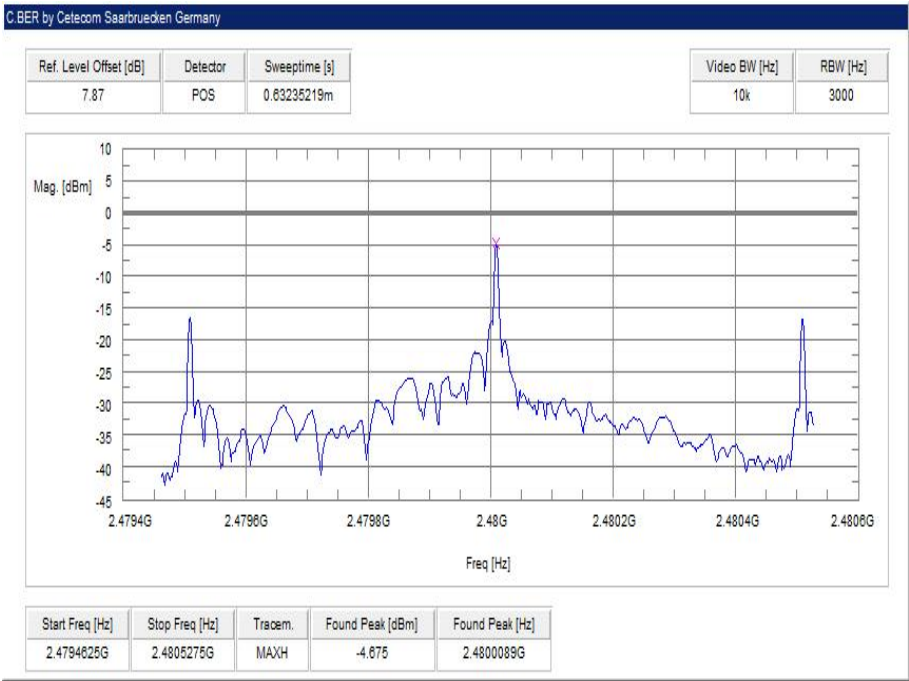 C.BER by Cetecom Saarbruecken Germany
Ref. Level Offset [dB] Detector Sweeptime [s] Video BW [Hz] RBW [Hz]
7.87 POS 0.63235219m 10k 3000
10
Mag. [dBm] 5
0
-5
-10
-15
-20
-25
-30
-35
-40
-45
2.4794G 2.4796G 2.4798G 2.48G 2.4802G 2.4804G 2.4806G
Freq [Hz]
Start Freq [Hz] Stop Freq [Hz] Tracem. Found Peak [dBm] Found Peak [Hz]
2.4794625G 2.4805275G MAXH -4.675 2.4800089G